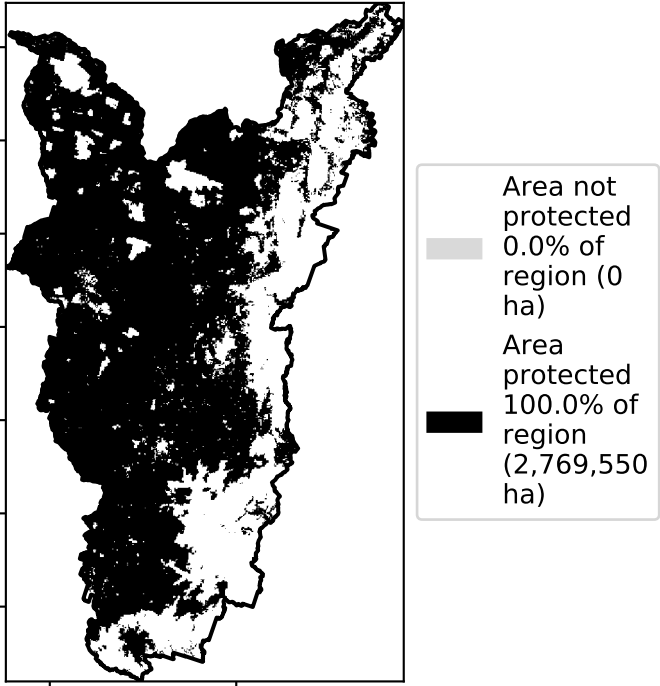 Area not
protected
0.0% of
region (0
ha)
Area
protected
100.0% of
region
(2,769,550
ha)